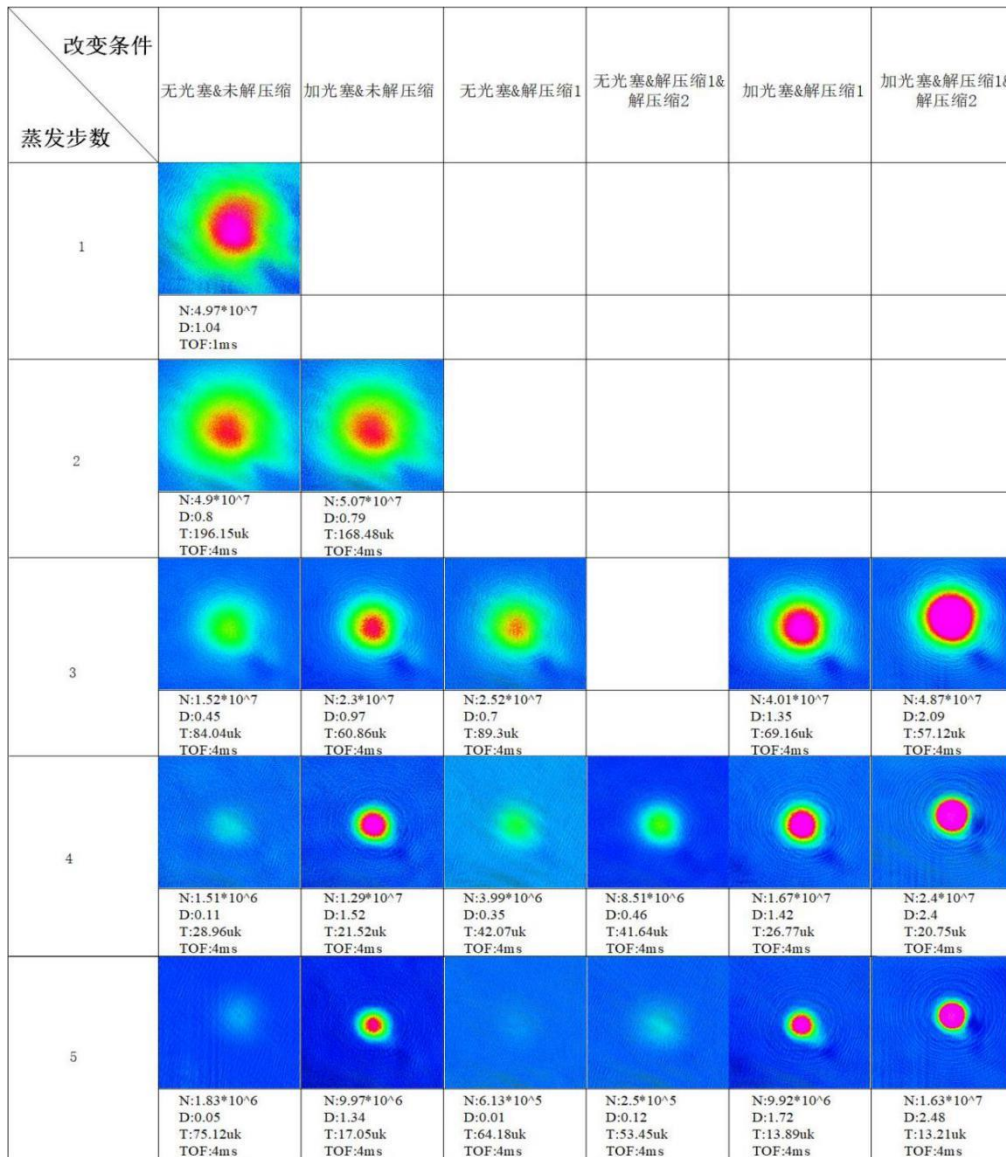 改变条件
蒸发步数
无光塞&未解压缩
加光塞&未解压缩
无光塞&解压缩1
无光塞&解压缩1&
解压缩2
加光塞&解压缩1
加光塞&解压缩1&
解压缩2
1
N:4.97*10^7
D:1.04
TOF:1ms
2
N:4.9*10^7
D:0.8
T:196.15uk
TOF:4ms
N:5.07*10^7
D:0.79
T:168.48uk
TOF:4ms
3
N:1.52*10^7
D:0.45
T:84.04uk
TOF:4ms
N:2.3*10^7
D:0.97
T:60.86uk
TOF:4ms
N:2.52*10^7
D:0.7
T:89.3uk
TOF:4ms
N:4.01*10^7
D:1.35
T:69.16uk
TOF:4ms
N:4.87*10^7
D:2.09
T:57.12uk
TOF:4ms
4
N:1.51*10^6
D:0.11
T:28.96uk
TOF:4ms
N:1.29*10^7
D:1.52
T:21.52uk
TOF:4ms
N:3.99*10^6
D:0.35
T:42.07uk
TOF:4ms
N:8.51*10^6
D:0.46
T:41.64uk
TOF:4ms
N:1.67*10^7
D:1.42
T:26.77uk
TOF:4ms
N:2.4*10^7
D:2.4
T:20.75uk
TOF:4ms
5
N:1.83*10^6
D:0.05
T:75.12uk
TOF:4ms
N:9.97*10^6
D:1.34
T:17.05uk
TOF:4ms
N:6.13*10^5
D:0.01
T:64.18uk
TOF:4ms
N:2.5*10^5
D:0.12
T:53.45uk
TOF:4ms
N:9.92*10^6
D:1.72
T:13.89uk
TOF:4ms
N:1.63*10^7
D:2.48
T:13.21uk
TOF:4ms